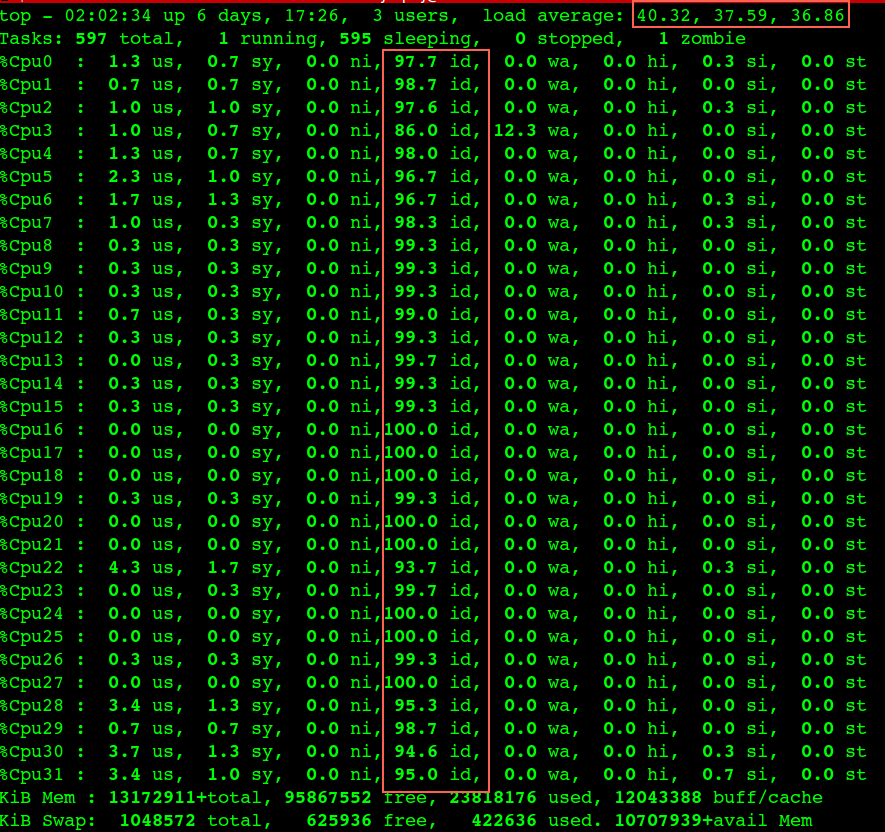 top - 02:02:34 up 6 days, 17:26,  3 users,  load average: 40.32, 37.59, 36.86
Tasks: 597 total,   1 running, 595 sleeping,   0 stopped,   1 zombie
%Cpu0  :  1.3 us,  0.7 sy,  0.0 ni, 97.7 id,  0.0 wa,  0.0 hi,  0.3 si,  0.0 st
%Cpu1  :  0.7 us,  0.7 sy,  0.0 ni, 98.7 id,  0.0 wa,  0.0 hi,  0.0 si,  0.0 st
%Cpu2  :  1.0 us,  1.0 sy,  0.0 ni, 97.6 id,  0.0 wa,  0.0 hi,  0.3 si,  0.0 st
%Cpu3  :  1.0 us,  0.7 sy,  0.0 ni, 86.0 id, 12.3 wa,  0.0 hi,  0.0 si,  0.0 st
%Cpu4  :  1.3 us,  0.7 sy,  0.0 ni, 98.0 id,  0.0 wa,  0.0 hi,  0.0 si,  0.0 st
%Cpu5  :  2.3 us,  1.0 sy,  0.0 ni, 96.7 id,  0.0 wa,  0.0 hi,  0.0 si,  0.0 st
%Cpu6  :  1.7 us,  1.3 sy,  0.0 ni, 96.7 id,  0.0 wa,  0.0 hi,  0.3 si,  0.0 st
%Cpu7  :  1.0 us,  0.7 sy,  0.0 ni, 98.3 id,  0.0 wa,  0.0 hi,  0.3 si,  0.0 st
%Cpu8  :  0.3 us,  0.3 sy,  0.0 ni, 99.3 id,  0.0 wa,  0.0 hi,  0.0 si,  0.0 st
%Cpu9  :  0.3 us,  0.3 sy,  0.0 ni, 99.3 id,  0.0 wa,  0.0 hi,  0.0 si,  0.0 st
%Cpu10 :  0.3 us,  0.3 sy,  0.0 ni, 99.3 id,  0.0 wa,  0.0 hi,  0.0 si,  0.0 st
%Cpu11 :  0.7 us,  0.3 sy,  0.0 ni, 99.0 id,  0.0 wa,  0.0 hi,  0.0 si,  0.0 st
%Cpu12 :  0.3 us,  0.3 sy,  0.0 ni, 99.3 id,  0.0 wa,  0.0 hi,  0.0 si,  0.0 st
%Cpu13 :  0.0 us,  0.3 sy,  0.0 ni, 99.7 id,  0.0 wa,  0.0 hi,  0.0 si,  0.0 st
%Cpu14 :  0.3 us,  0.3 sy,  0.0 ni, 99.3 id,  0.0 wa,  0.0 hi,  0.0 si,  0.0 st
%Cpu15 :  0.3 us,  0.3 sy,  0.0 ni, 99.3 id,  0.0 wa,  0.0 hi,  0.0 si,  0.0 st
%Cpu16 :  0.0 us,  0.0 sy,  0.0 ni,100.0 id,  0.0 wa,  0.0 hi,  0.0 si,  0.0 st
%Cpu17 :  0.0 us,  0.0 sy,  0.0 ni,100.0 id,  0.0 wa,  0.0 hi,  0.0 si,  0.0 st
%Cpu18 :  0.0 us,  0.0 sy,  0.0 ni,100.0 id,  0.0 wa,  0.0 hi,  0.0 si,  0.0 st
%Cpu19 :  0.3 us,  0.3 sy,  0.0 ni, 99.3 id,  0.0 wa,  0.0 hi,  0.0 si,  0.0 st
%Cpu20 :  0.0 us,  0.0 sy,  0.0 ni,100.0 id,  0.0 wa,  0.0 hi,  0.0 si,  0.0 st
%Cpu21 :  0.0 us,  0.0 sy,  0.0 ni,100.0 id,  0.0 wa,  0.0 hi,  0.0 si,  0.0 st
%Cpu22 :  4.3 us,  1.7 sy,  0.0 ni, 93.7 id,  0.0 wa,  0.0 hi,  0.3 si,  0.0 st
%Cpu23 :  0.0 us,  0.3 sy,  0.0 ni, 99.7 id,  0.0 wa,  0.0 hi,  0.0 si,  0.0 st
%Cpu24 :  0.0 us,  0.0 sy,  0.0 ni,100.0 id,  0.0 wa,  0.0 hi,  0.0 si,  0.0 st
%Cpu25 :  0.0 us,  0.0 sy,  0.0 ni,100.0 id,  0.0 wa,  0.0 hi,  0.0 si,  0.0 st
%Cpu26 :  0.3 us,  0.3 sy,  0.0 ni, 99.3 id,  0.0 wa,  0.0 hi,  0.0 si,  0.0 st
%Cpu27 :  0.0 us,  0.0 sy,  0.0 ni,100.0 id,  0.0 wa,  0.0 hi,  0.0 si,  0.0 st
%Cpu28 :  3.4 us,  1.3 sy,  0.0 ni, 95.3 id,  0.0 wa,  0.0 hi,  0.0 si,  0.0 st
%Cpu29 :  0.7 us,  0.7 sy,  0.0 ni, 98.7 id,  0.0 wa,  0.0 hi,  0.0 si,  0.0 st
%Cpu30 :  3.7 us,  1.3 sy,  0.0 ni, 94.6 id,  0.0 wa,  0.0 hi,  0.3 si,  0.0 st
%Cpu31 :  3.4 us,  1.0 sy,  0.0 ni, 95.0 id,  0.0 wa,  0.0 hi,  0.7 si,  0.0 st
KiB Mem : 13172911+total, 95867552 free, 23818176 used, 12043388 buff/cache
KiB Swap:  1048572 total,   625936 free,   422636 used. 10707939+avail Mem